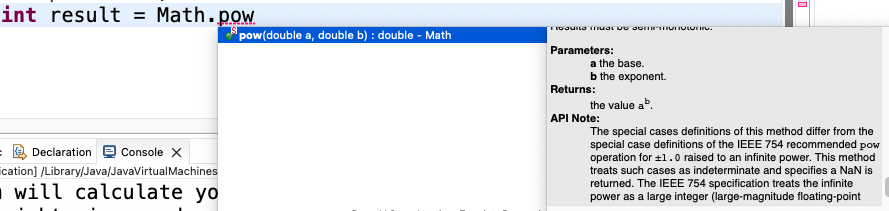 int result = Math.pow
pow(double a, double b) : double - Math
Results must be semi-monotonic.
Parameters:
a the base.
b the exponent.
Returns:
the value aᵇ.
API Note:
The special cases definitions of this method differ from the
special case definitions of the IEEE 754 recommended pow
operation for ±1.0 raised to an infinite power. This method
treats such cases as indeterminate and specifies a NaN is
returned. The IEEE 754 specification treats the infinite
power as a large integer (large-magnitude floating-point
Declaration
Console
ication] /Library/Java/JavaVirtualMachines
will calculate yo